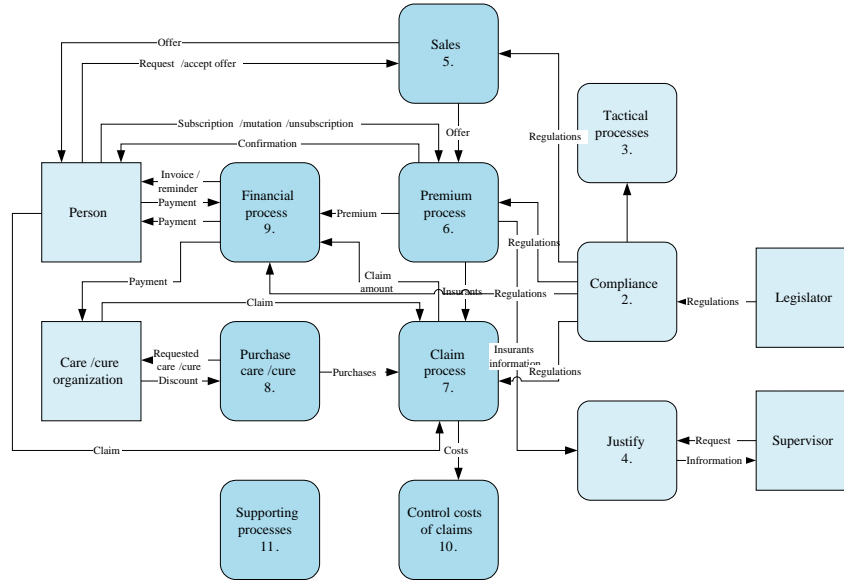 Offer
Sales
5.
Request /accept offer
Regulations
Tactical
processes
3.
Subscription /mutation /unsubscription
Offer
Confirmation
Person
Invoice /
reminder
Payment
Payment
Financial
process
9.
Premium
Premium
process
6.
Regulations
Compliance
2.
Regulations
Legislator
Payment
Claim
amount
Insurants
Regulations
Claim
Care /cure
organization
Requested
care /cure
Discount
Purchase
care /cure
8.
Purchases
Claim
process
7.
Insurants
information
Regulations
Claim
Costs
Justify
4.
Request
Infrormation
Supervisor
Supporting
processes
11.
Control costs
of claims
10.